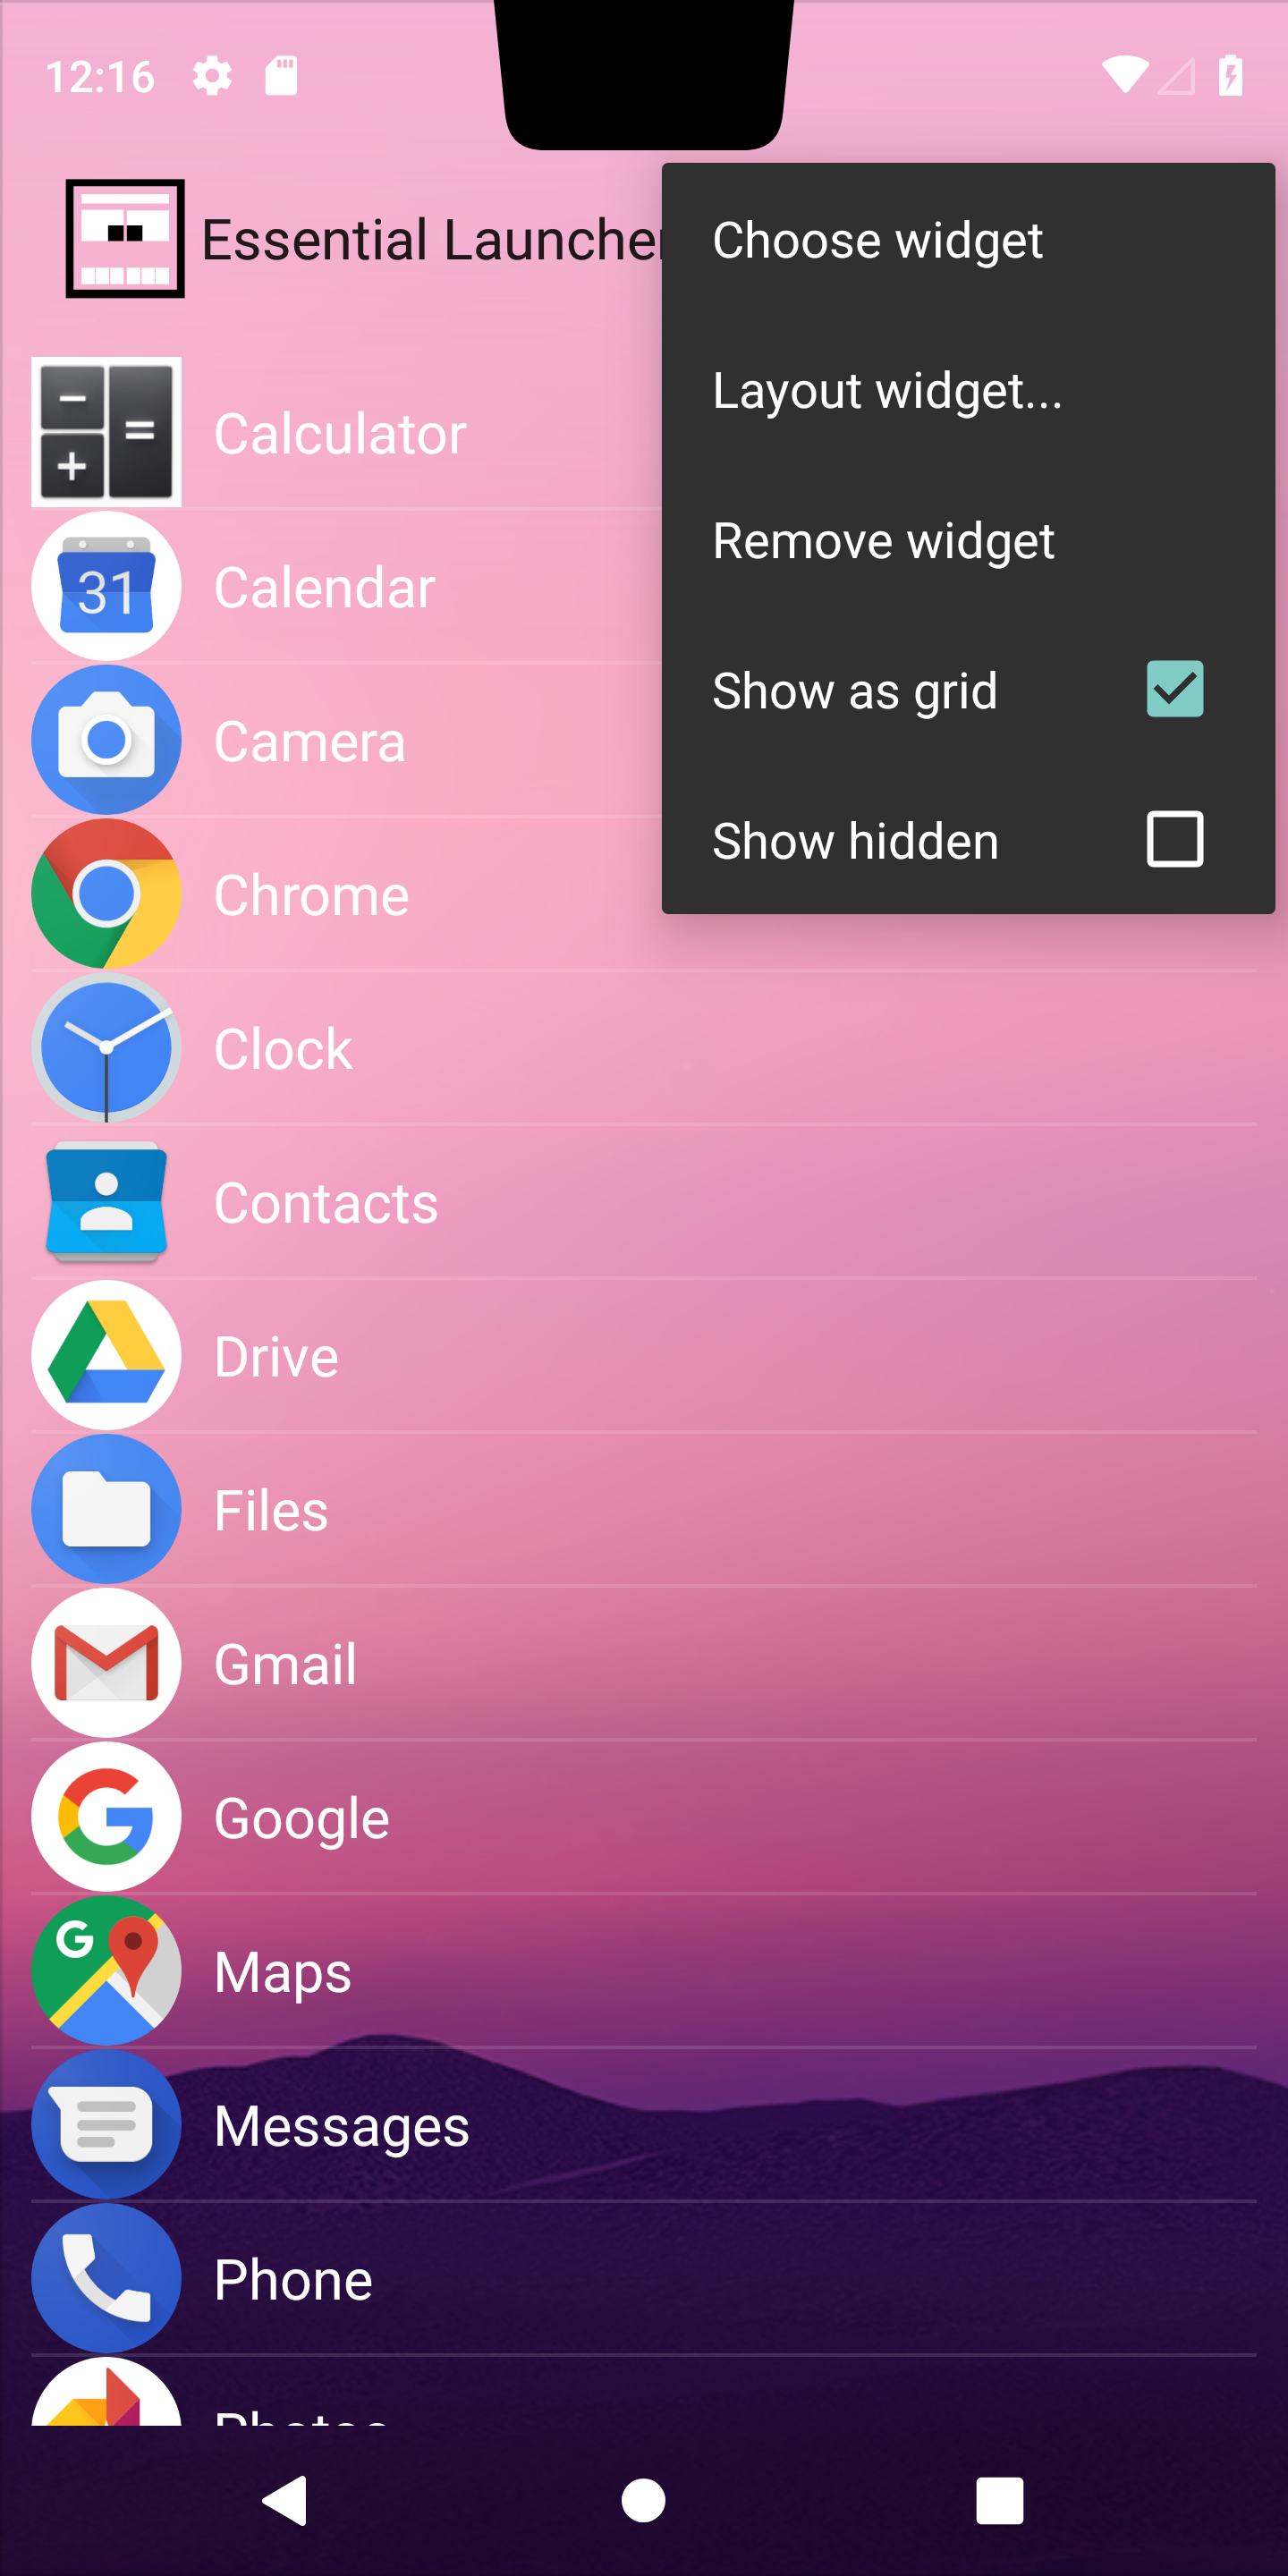 12:16
Essential Launcher
Choose widget
Layout widget...
Remove widget
Show as grid
Show hidden
Calculator
31
Calendar
Camera
Chrome
Clock
Contacts
Drive
Files
Gmail
Google
G
Maps
Messages
Phone
Photos